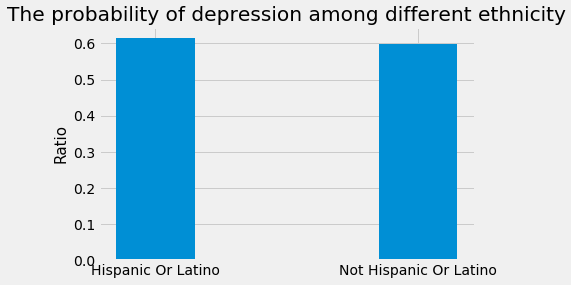 The probability of depression among different ethnicity
0.6
0.5
0.4
0.3
0.2
0.1
0.0
Ratio
Hispanic Or Latino
Not Hispanic Or Latino